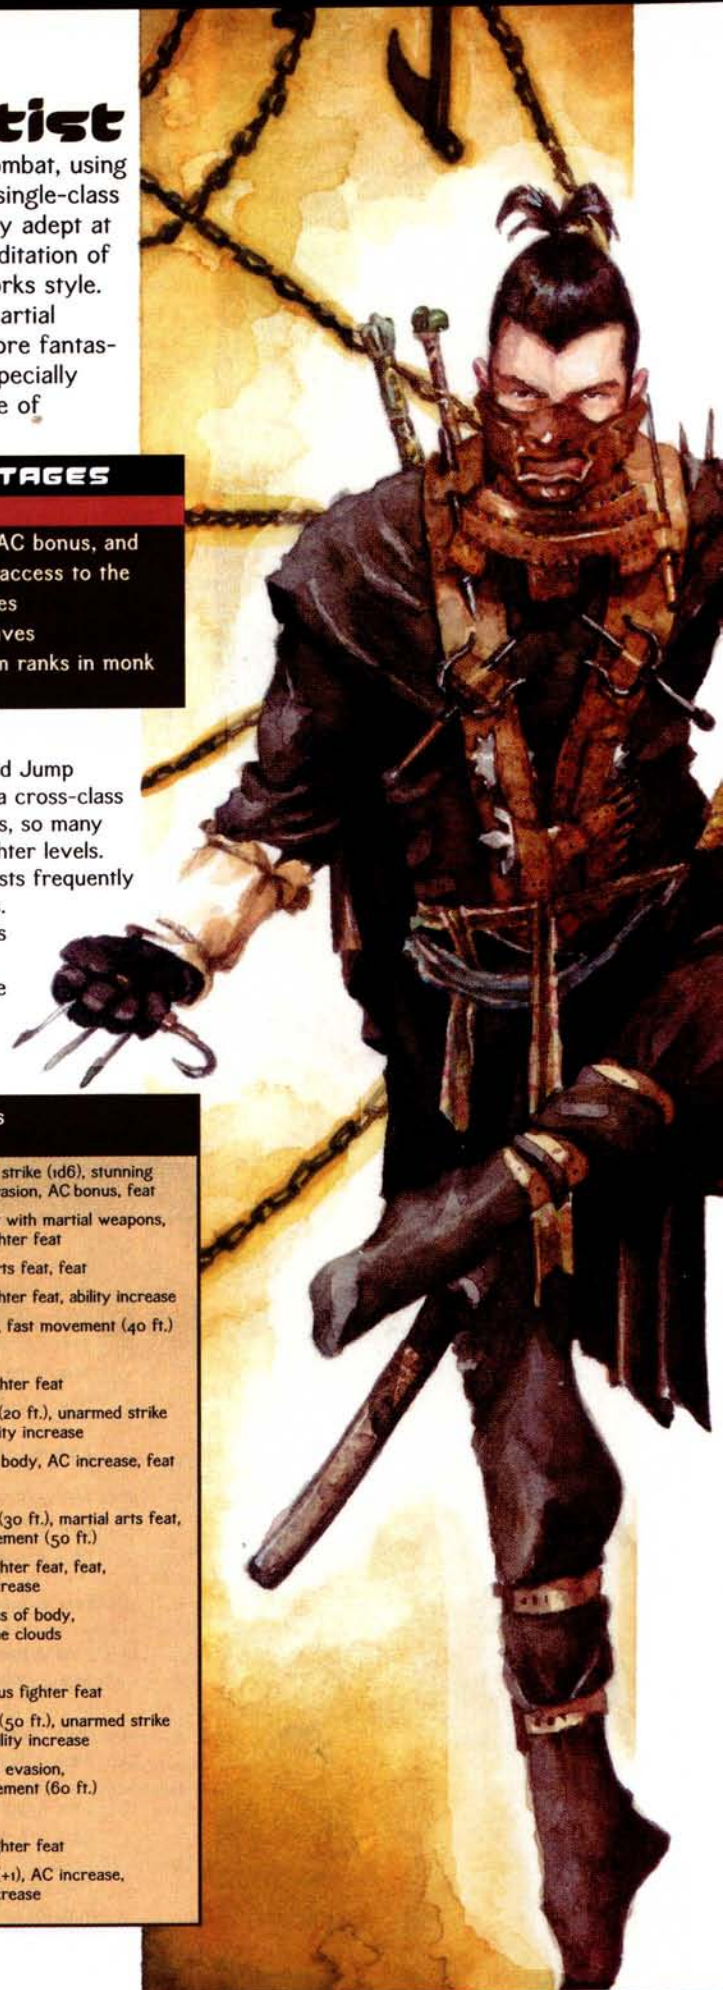 tist
mbat, using
single-class
y adept at
ditation of
rks style.
artial
ore fantas-
pecially
e of
TAGES
AC bonus, and
access to the
es
ves
n ranks in monk
d Jump
a cross-class
s, so many
hter levels.
sts frequently
s
e
s
strike (1d6), stunning
asion, AC bonus, feat
with martial weapons,
hter feat
ts feat, feat
hter feat, ability increase
, fast movement (40 ft.)
hter feat
(20 ft.), unarmed strike
ity increase
body, AC increase, feat
(30 ft.), martial arts feat,
ement (50 ft.)
hter feat, feat,
rease
s of body,
e clouds
us fighter feat
(50 ft.), unarmed strike
lity increase
evasion,
ement (60 ft.)
hter feat
(+1), AC increase,
rease